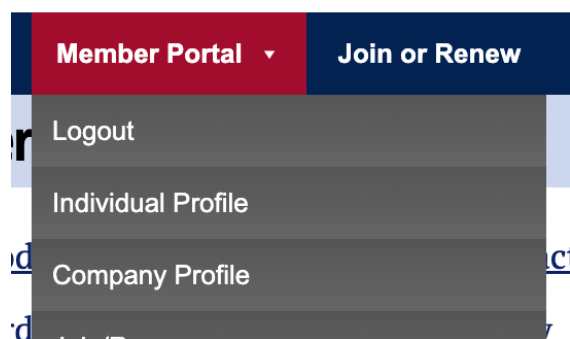 Member Portal Join or Renew
Logout
Individual Profile
Company Profile